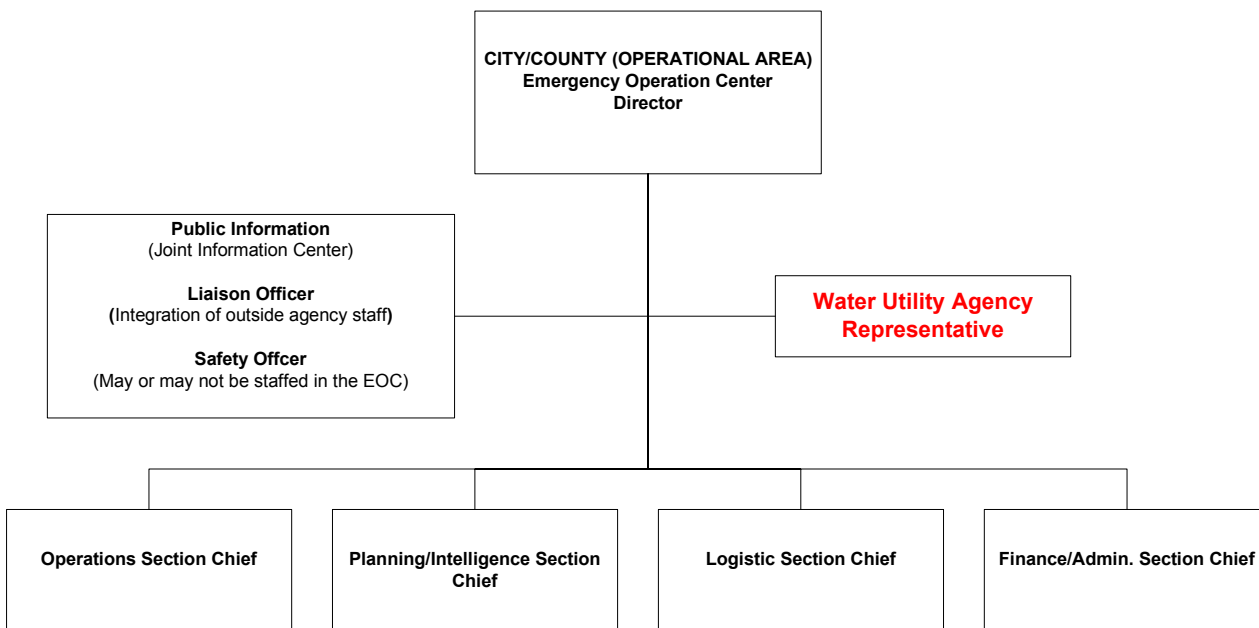 CITY/COUNTY (OPERATIONAL AREA)
Emergency Operation Center
Director
Public Information
(Joint Information Center)
Liaison Officer
(Integration of outside agency staff)
Safety Offcer
(May or may not be staffed in the EOC)
Water Utility Agency
Representative
Operations Section Chief
Planning/Intelligence Section
Chief
Logistic Section Chief
Finance/Admin. Section Chief